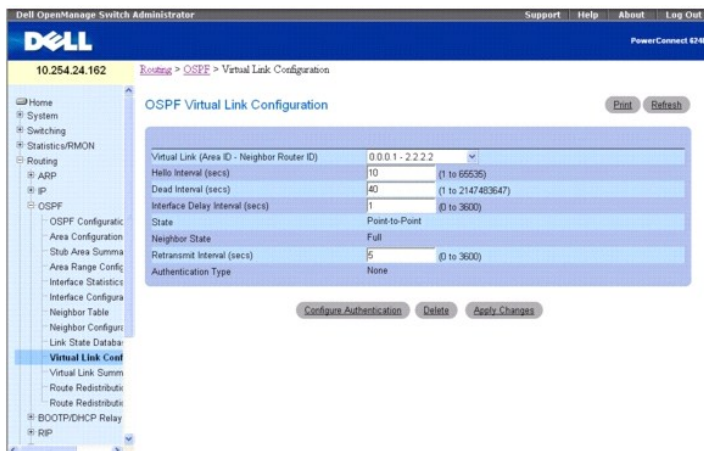 Dell OpenManage Switch Administrator
Support Help About Log Out
DELL
PowerConnect 624
10.254.24.162
Routing > OSPF > Virtual Link Configuration
Home
System
Switching
Statistics/RMON
Routing
ARP
IP
OSPF
OSPF Configuratic
Area Configuration
Stub Area Summa
Area Range Config
Interface Statistics
Interface Configura
Neighbor Table
Neighbor Configura
Link State Databa
Virtual Link Conf
Virtual Link Summ
Route Redistributic
Route Redistributic
BOOTP/DHCP Relay
RIP
OSPF Virtual Link Configuration
Print Refresh
Virtual Link (Area ID - Neighbor Router ID) 0.0.0.1 - 2.2.2.2
Hello Interval (secs) 10 (1 to 65535)
Dead Interval (secs) 40 (1 to 2147483647)
Interface Delay Interval (secs) 1 (0 to 3600)
State Point-to-Point
Neighbor State Full
Retransmit Interval (secs) 5 (0 to 3600)
Authentication Type None
Configure Authentication Delete Apply Changes